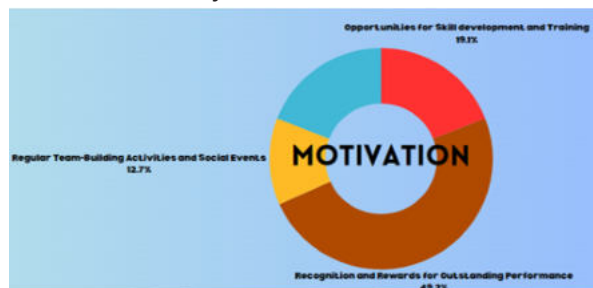 Opportunities for Skill development and Training
19.1%
Regular Team-Building Activities and Social Events
12.7%
MOTIVATION
Recognition and Rewards for Outstanding Performance